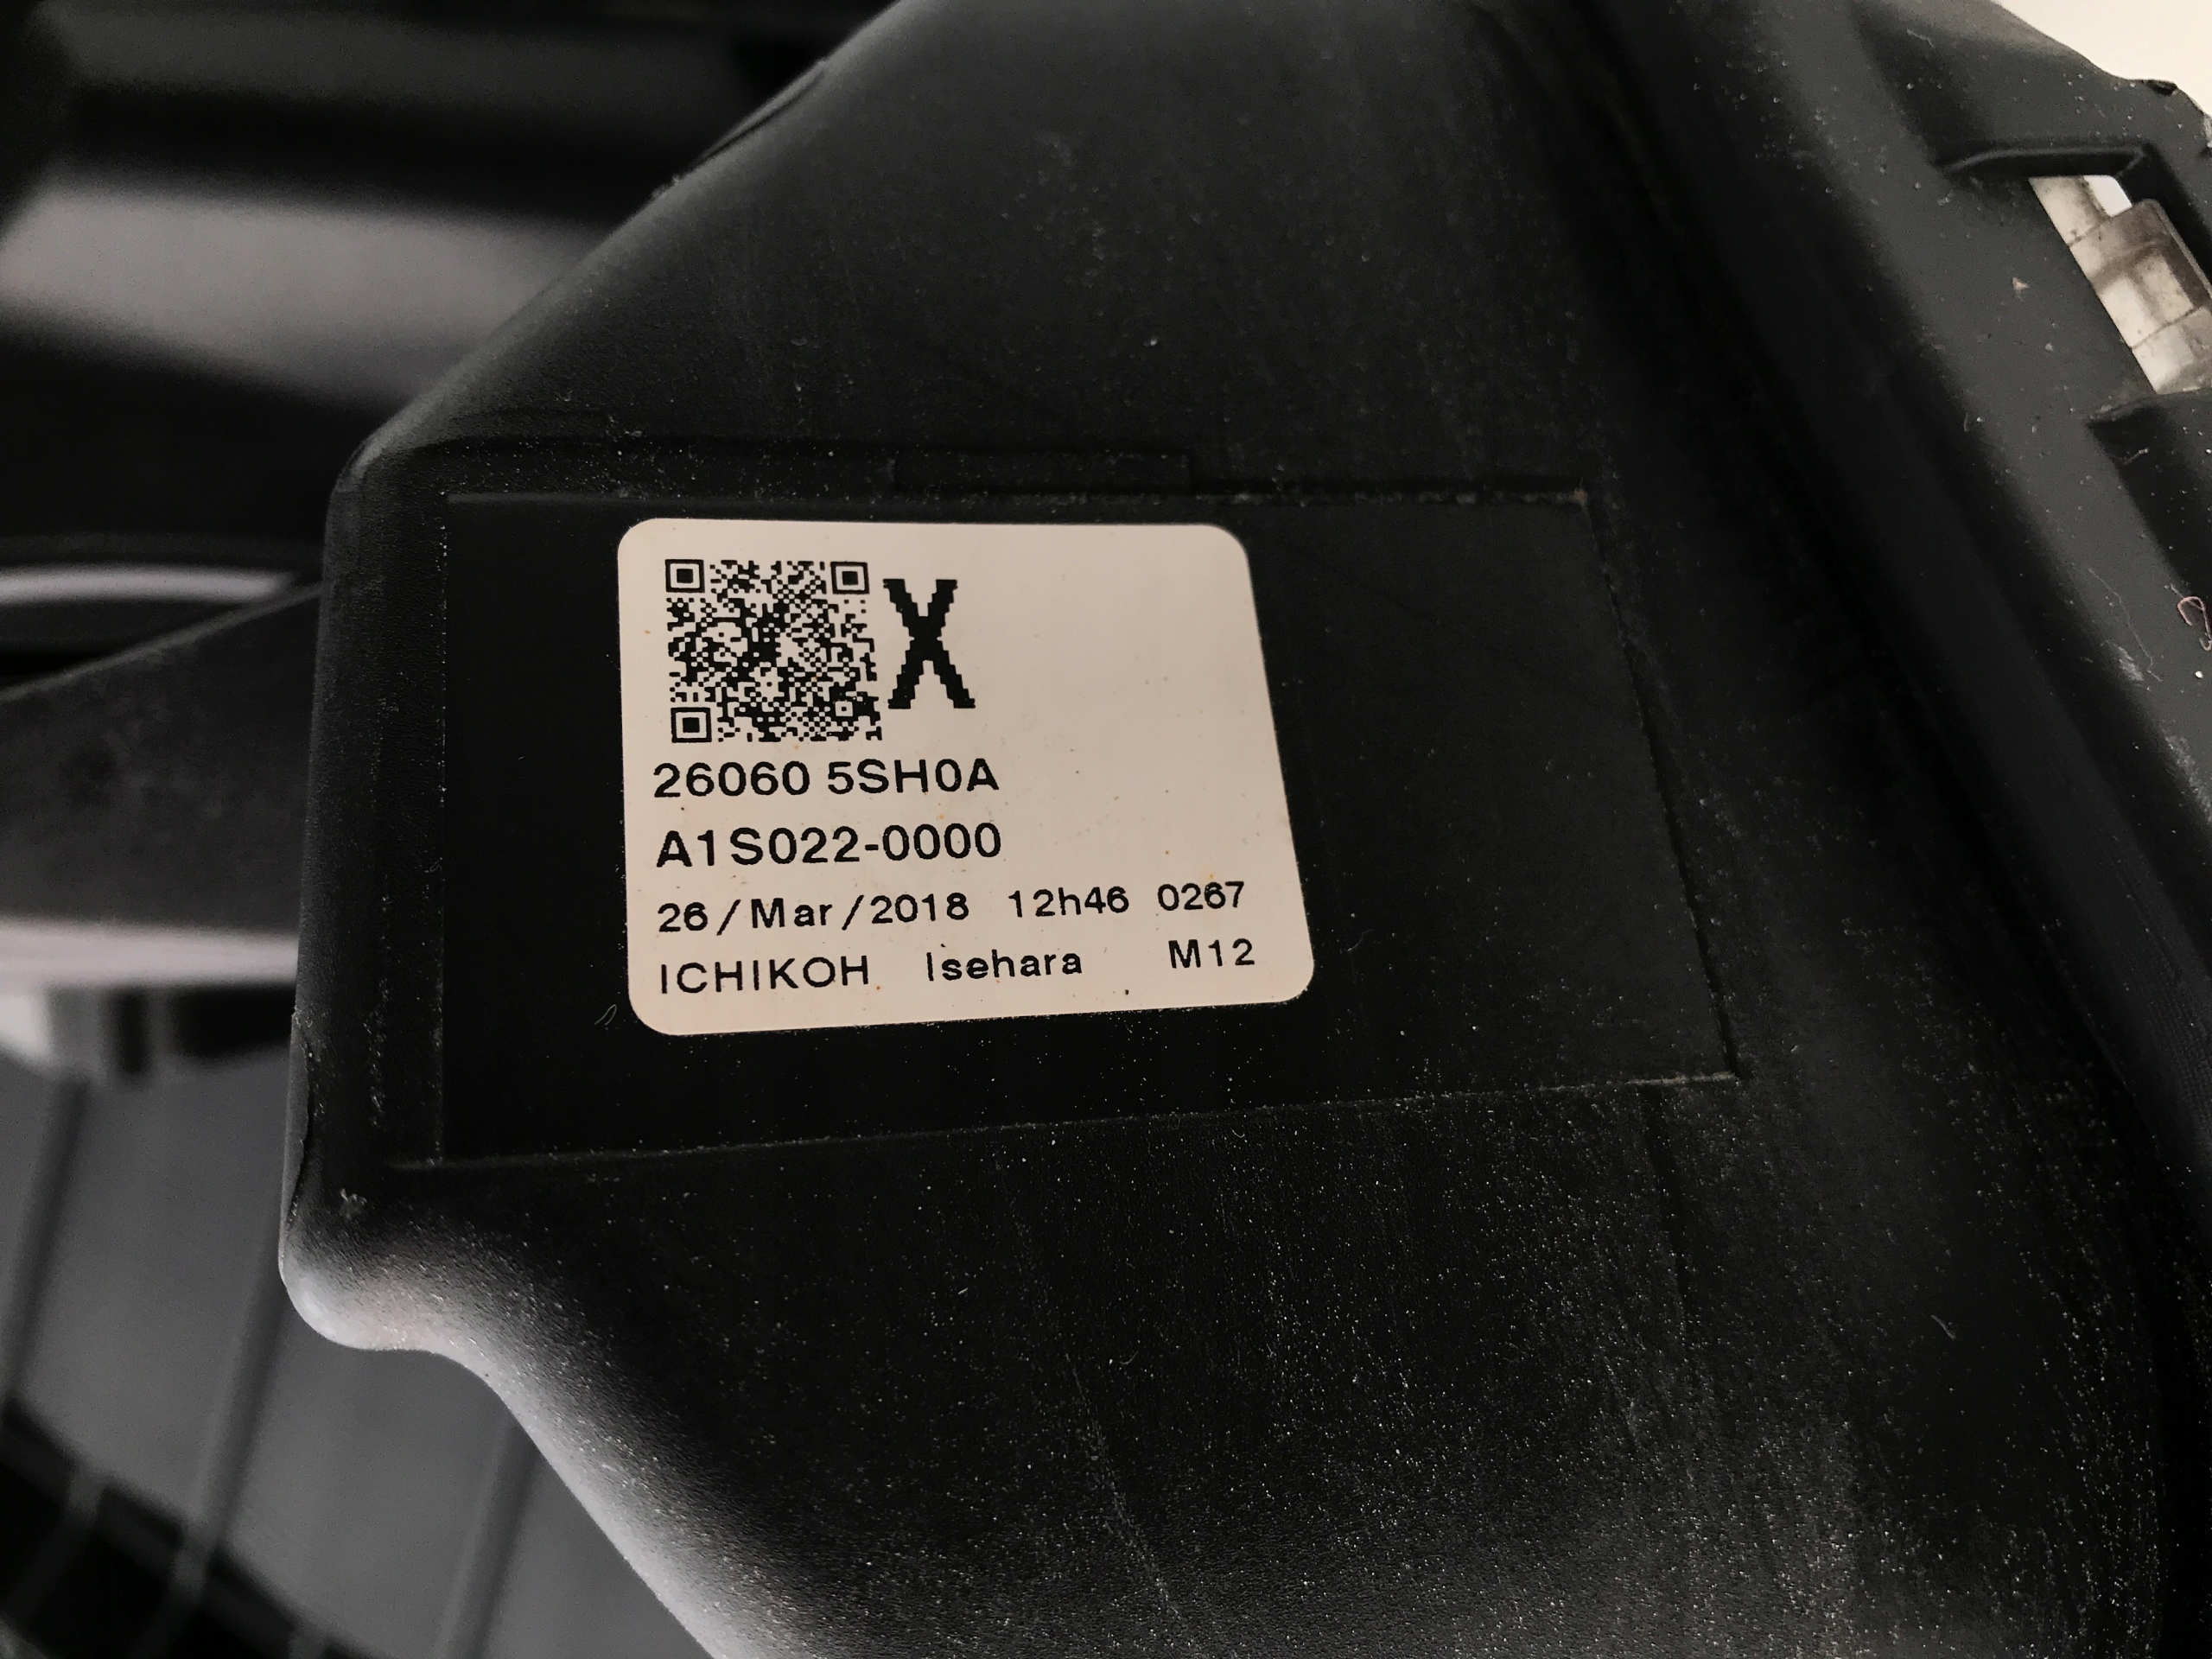 X
26060 5SH0A
A1S022-0000
26/Mar/2018 12h46 0267
ICHIKOH Isehara M12